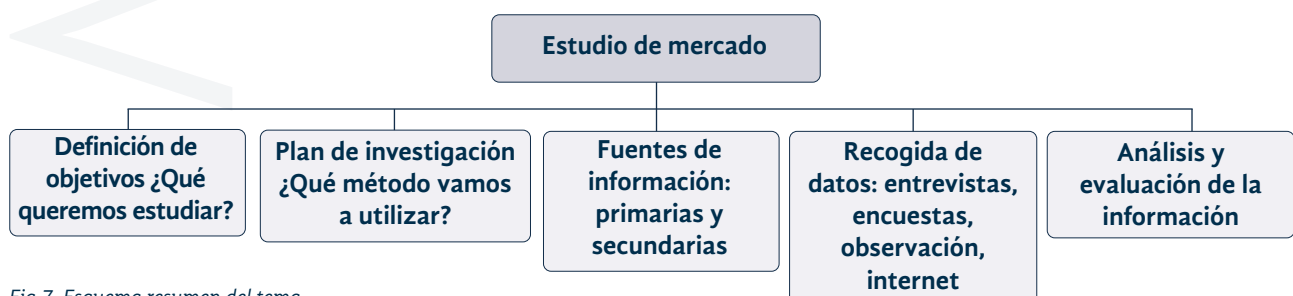 Estudio de mercado
Definición de
objetivos ¿Qué
queremos estudiar?
Plan de investigación
¿Qué método vamos
a utilizar?
Fuentes de
información:
primarias y
secundarias
Recogida de
datos: entrevistas,
encuestas,
observación,
internet
Análisis y
evaluación de la
información
Fig 7. Esquema resumen del tema